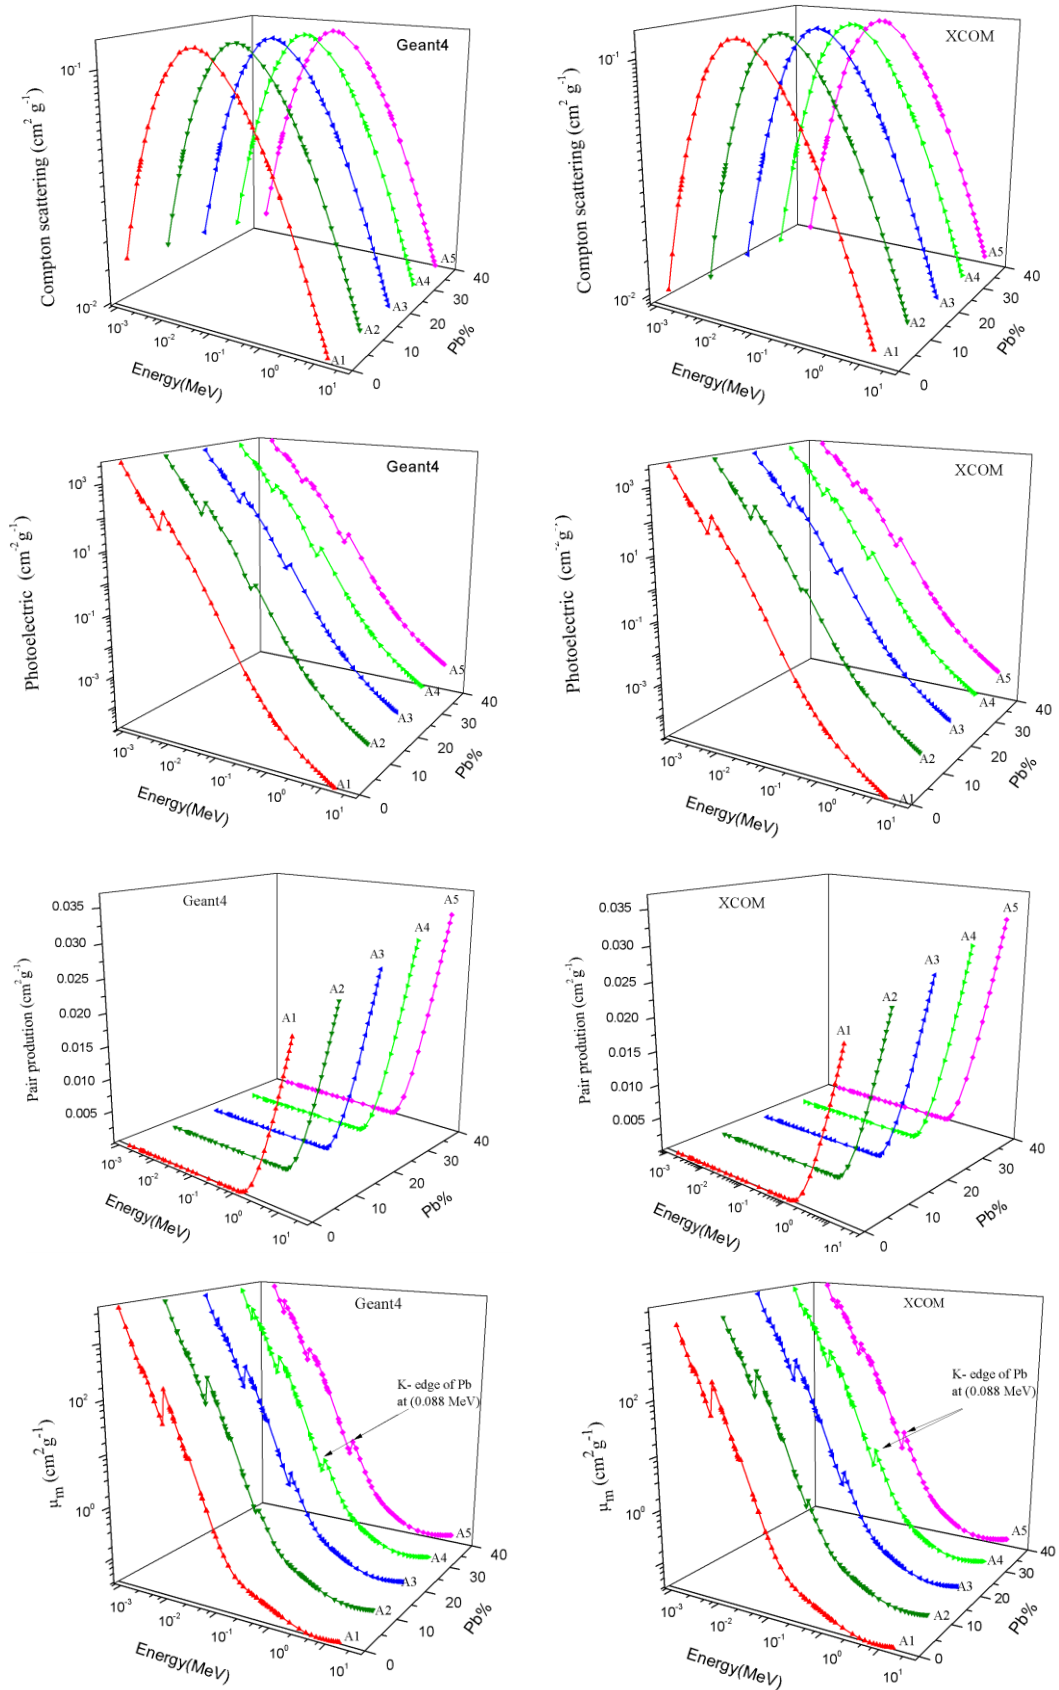 Geant4
Compton scattering (cm² g⁻¹)
10⁻¹
10⁻²
10⁻³
10⁻²
10⁻¹
10⁰
10¹
Energy(MeV)
0
10
20
30
40
Pb%
A1
A2
A3
A4
A5
XCOM
Compton scattering (cm² g⁻¹)
10⁻¹
10⁻²
10⁻³
10⁻²
10⁻¹
10⁰
10¹
Energy(MeV)
0
10
20
30
40
Pb%
A1
A2
A3
A4
A5
Geant4
Photoelectric (cm⁻² g⁻¹)
10³
10¹
10⁻¹
10⁻³
10⁻³
10⁻²
10⁻¹
10⁰
10¹
Energy(MeV)
0
10
20
30
40
Pb%
A1
A2
A3
A4
A5
XCOM
Photoelectric (cm
10³
10¹
10⁻¹
10⁻³
10⁻³
10⁻²
10⁻¹
10⁰
10¹
Energy(MeV)
0
10
20
30
40
Pb%
A1
A2
A3
A4
A5
Geant4
Pair prodution (cm² g⁻¹)
0.035
0.030
0.025
0.020
0.015
0.010
0.005
10⁻³
10⁻²
10⁻¹
10⁰
10¹
Energy(MeV)
0
10
20
30
40
Pb%
A1
A2
A3
A4
A5
XCOM
Pair prodution (cm² g⁻¹)
0.035
0.030
0.025
0.020
0.015
0.010
0.005
10⁻³
10⁻²
10⁻¹
10⁰
10¹
Energy(MeV)
0
10
20
30
40
Pb%
A1
A2
A3
A4
A5
Geant4
K- edge of Pb
at (0.088 MeV)
μₘ (cm² g⁻¹)
10²
10⁰
10⁻³
10⁻²
10⁻¹
10⁰
10¹
Energy(MeV)
0
10
20
30
40
Pb%
A1
A2
A3
A4
A5
XCOM
K- edge of Pb
at (0.088 MeV)
μₘ (cm² g⁻¹)
10²
10⁰
10⁻³
10⁻²
10⁻¹
10⁰
10¹
Energy(MeV)
0
10
20
30
40
Pb%
A1
A2
A3
A4
A5